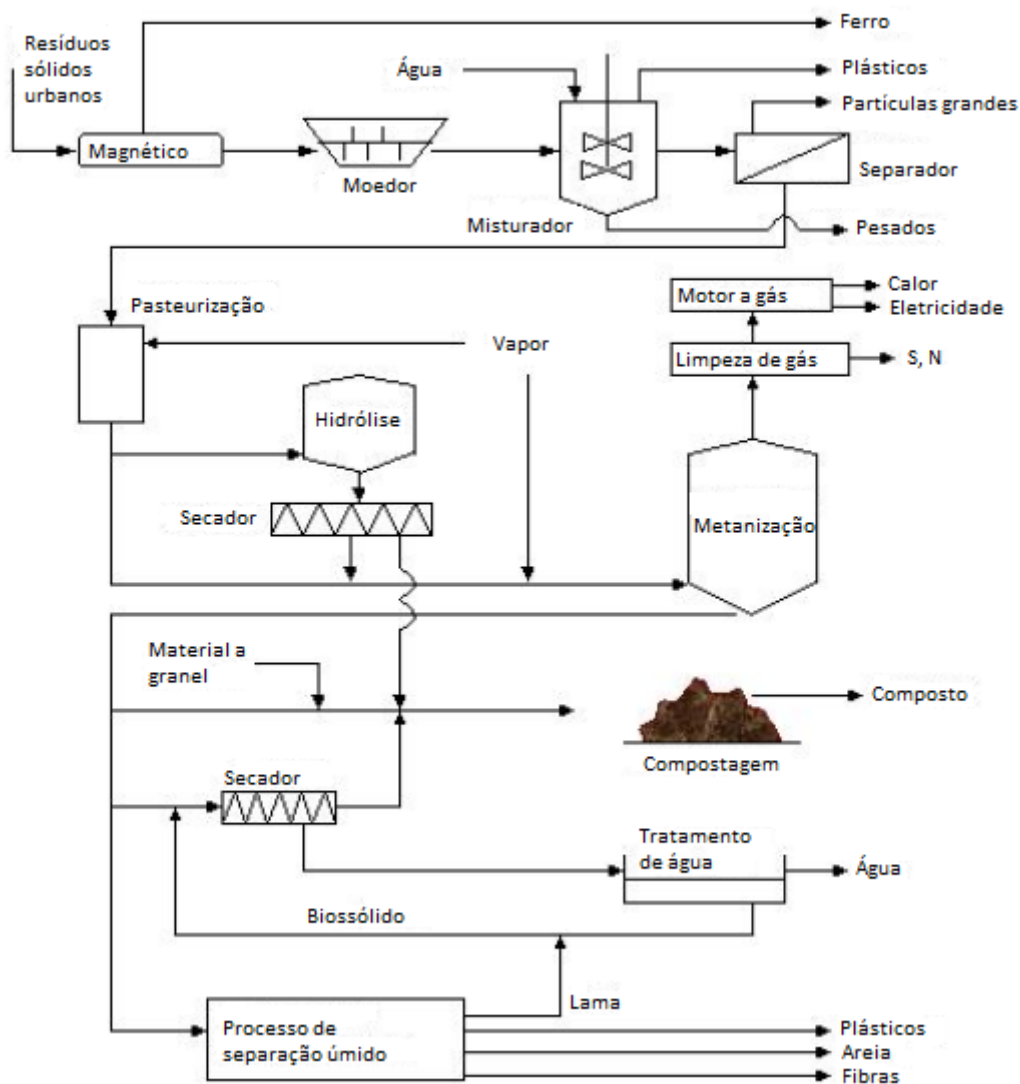 Ferro
Resíduos
sólidos
urbanos
Água
Plásticos
Partículas grandes
Magnético
Moedor
Separador
Misturador
Pesados
Pasteurização
Motor a gás
Calor
Eletricidade
Vapor
Limpeza de gás
S, N
Hidrólise
Secador
Metanização
Material a
granel
Composto
Compostagem
Secador
Tratamento
de água
Água
Biossólido
Lama
Processo de
separação úmido
Plásticos
Areia
Fibras